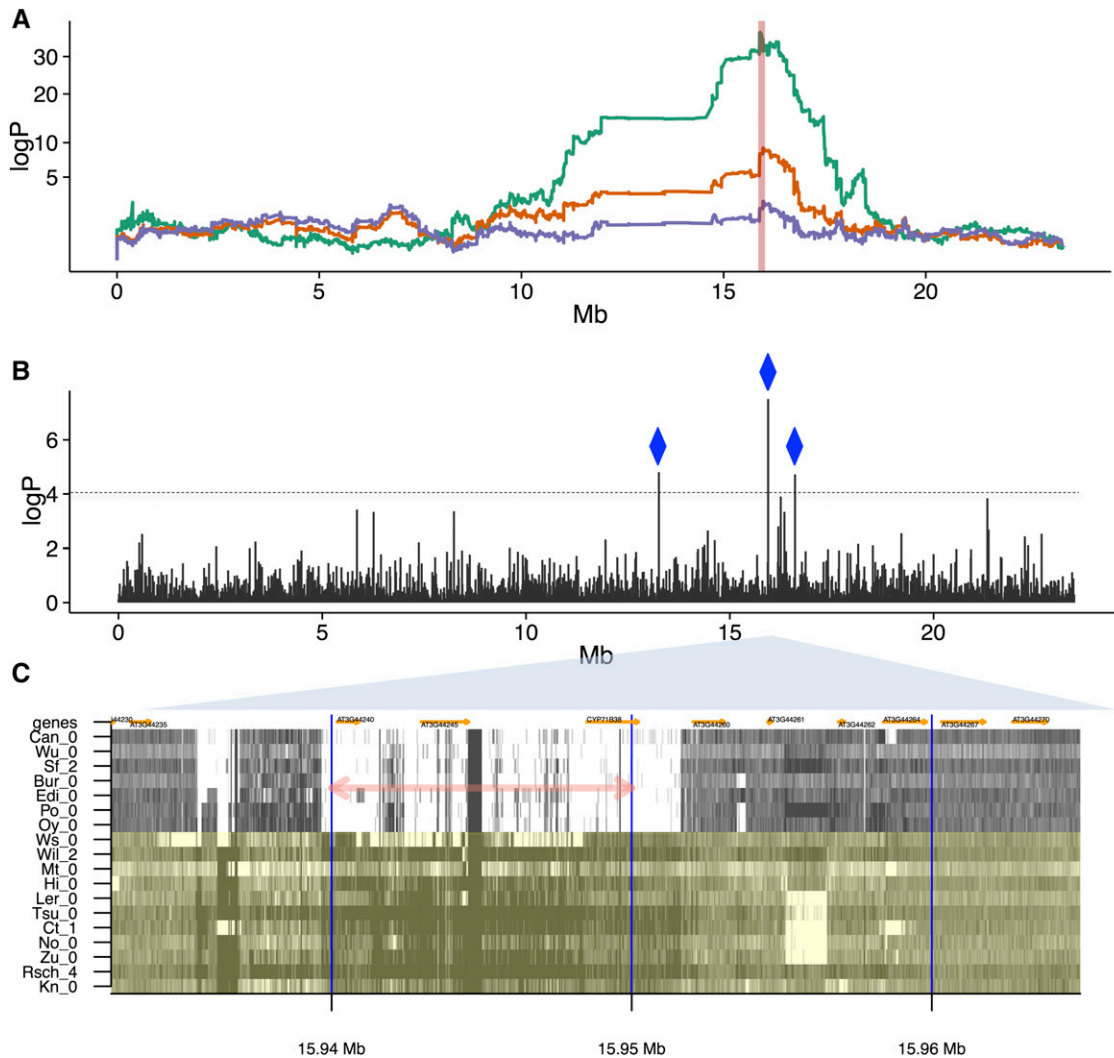 A
30
20
10
5
logP
0 5 10 15 20
Mb
B
6
4
2
0
logP
0 5 10 15 20
Mb
C
genes
44230 AT3G44235 AT3G44240 AT3G44245 CYP71B38 AT3G44260 AT3G44261 AT3G44262 AT3G44264 AT3G44267 AT3G44270
Can_0
Wu_0
Sf_2
Bur_0
Edi_0
Po_0
Oy_0
Ws_0
Wil_2
Mt_0
Hi_0
Ler_0
Tsu_0
Ct_1
No_0
Zu_0
Rsch_4
Kn_0
15.94 Mb 15.95 Mb 15.96 Mb